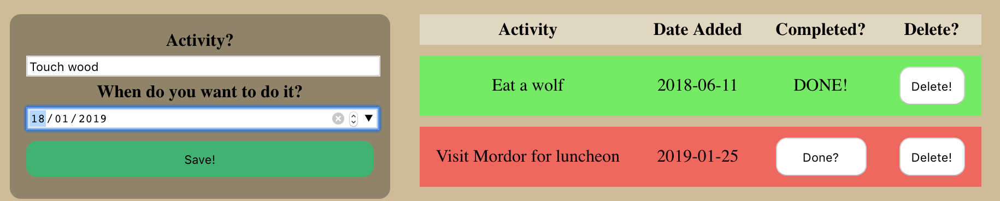 Activity?
Touch wood
When do you want to do it?
18/01/2019
Save!
Activity Date Added Completed? Delete?
Eat a wolf 2018-06-11 DONE! Delete!
Visit Mordor for luncheon 2019-01-25 Done? Delete!